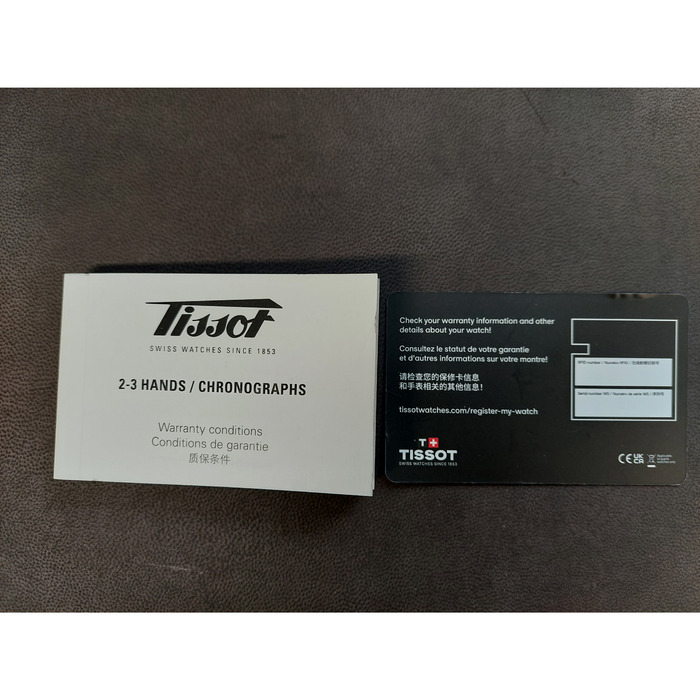 Tissot
SWISS WATCHES SINCE 1853
2-3 HANDS / CHRONOGRAPHS
Warranty conditions
Conditions de garantie
质保条件
Check your warranty information and other
details about your watch!
Consultez le statut de votre garantie
et d'autres informations sur votre montre!
请检查您的保修卡信息
和手表相关的其他信息!
tissotwatches.com/register-my-watch
T+
TISSOT
SWISS WATCHES SINCE 1853
CE UK CA